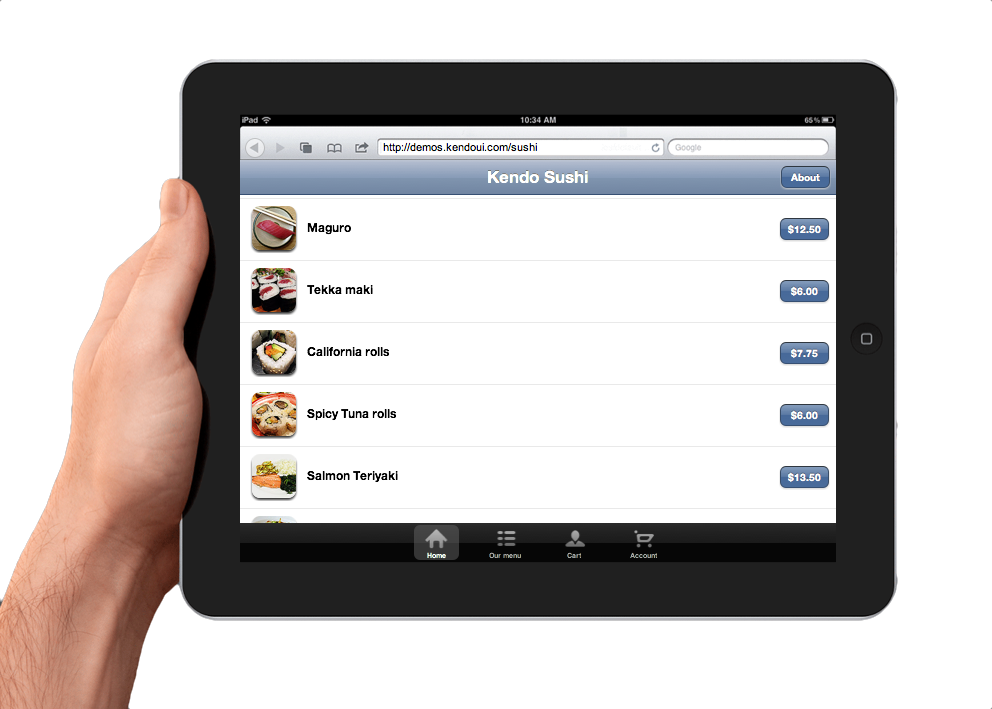 iPad 10:34 AM 65%
http://demos.kendoui.com/sushi Google
Kendo Sushi About
Maguro $12.50
Tekka maki $6.00
California rolls $7.75
Spicy Tuna rolls $6.00
Salmon Teriyaki $13.50
Home Our menu Cart Account